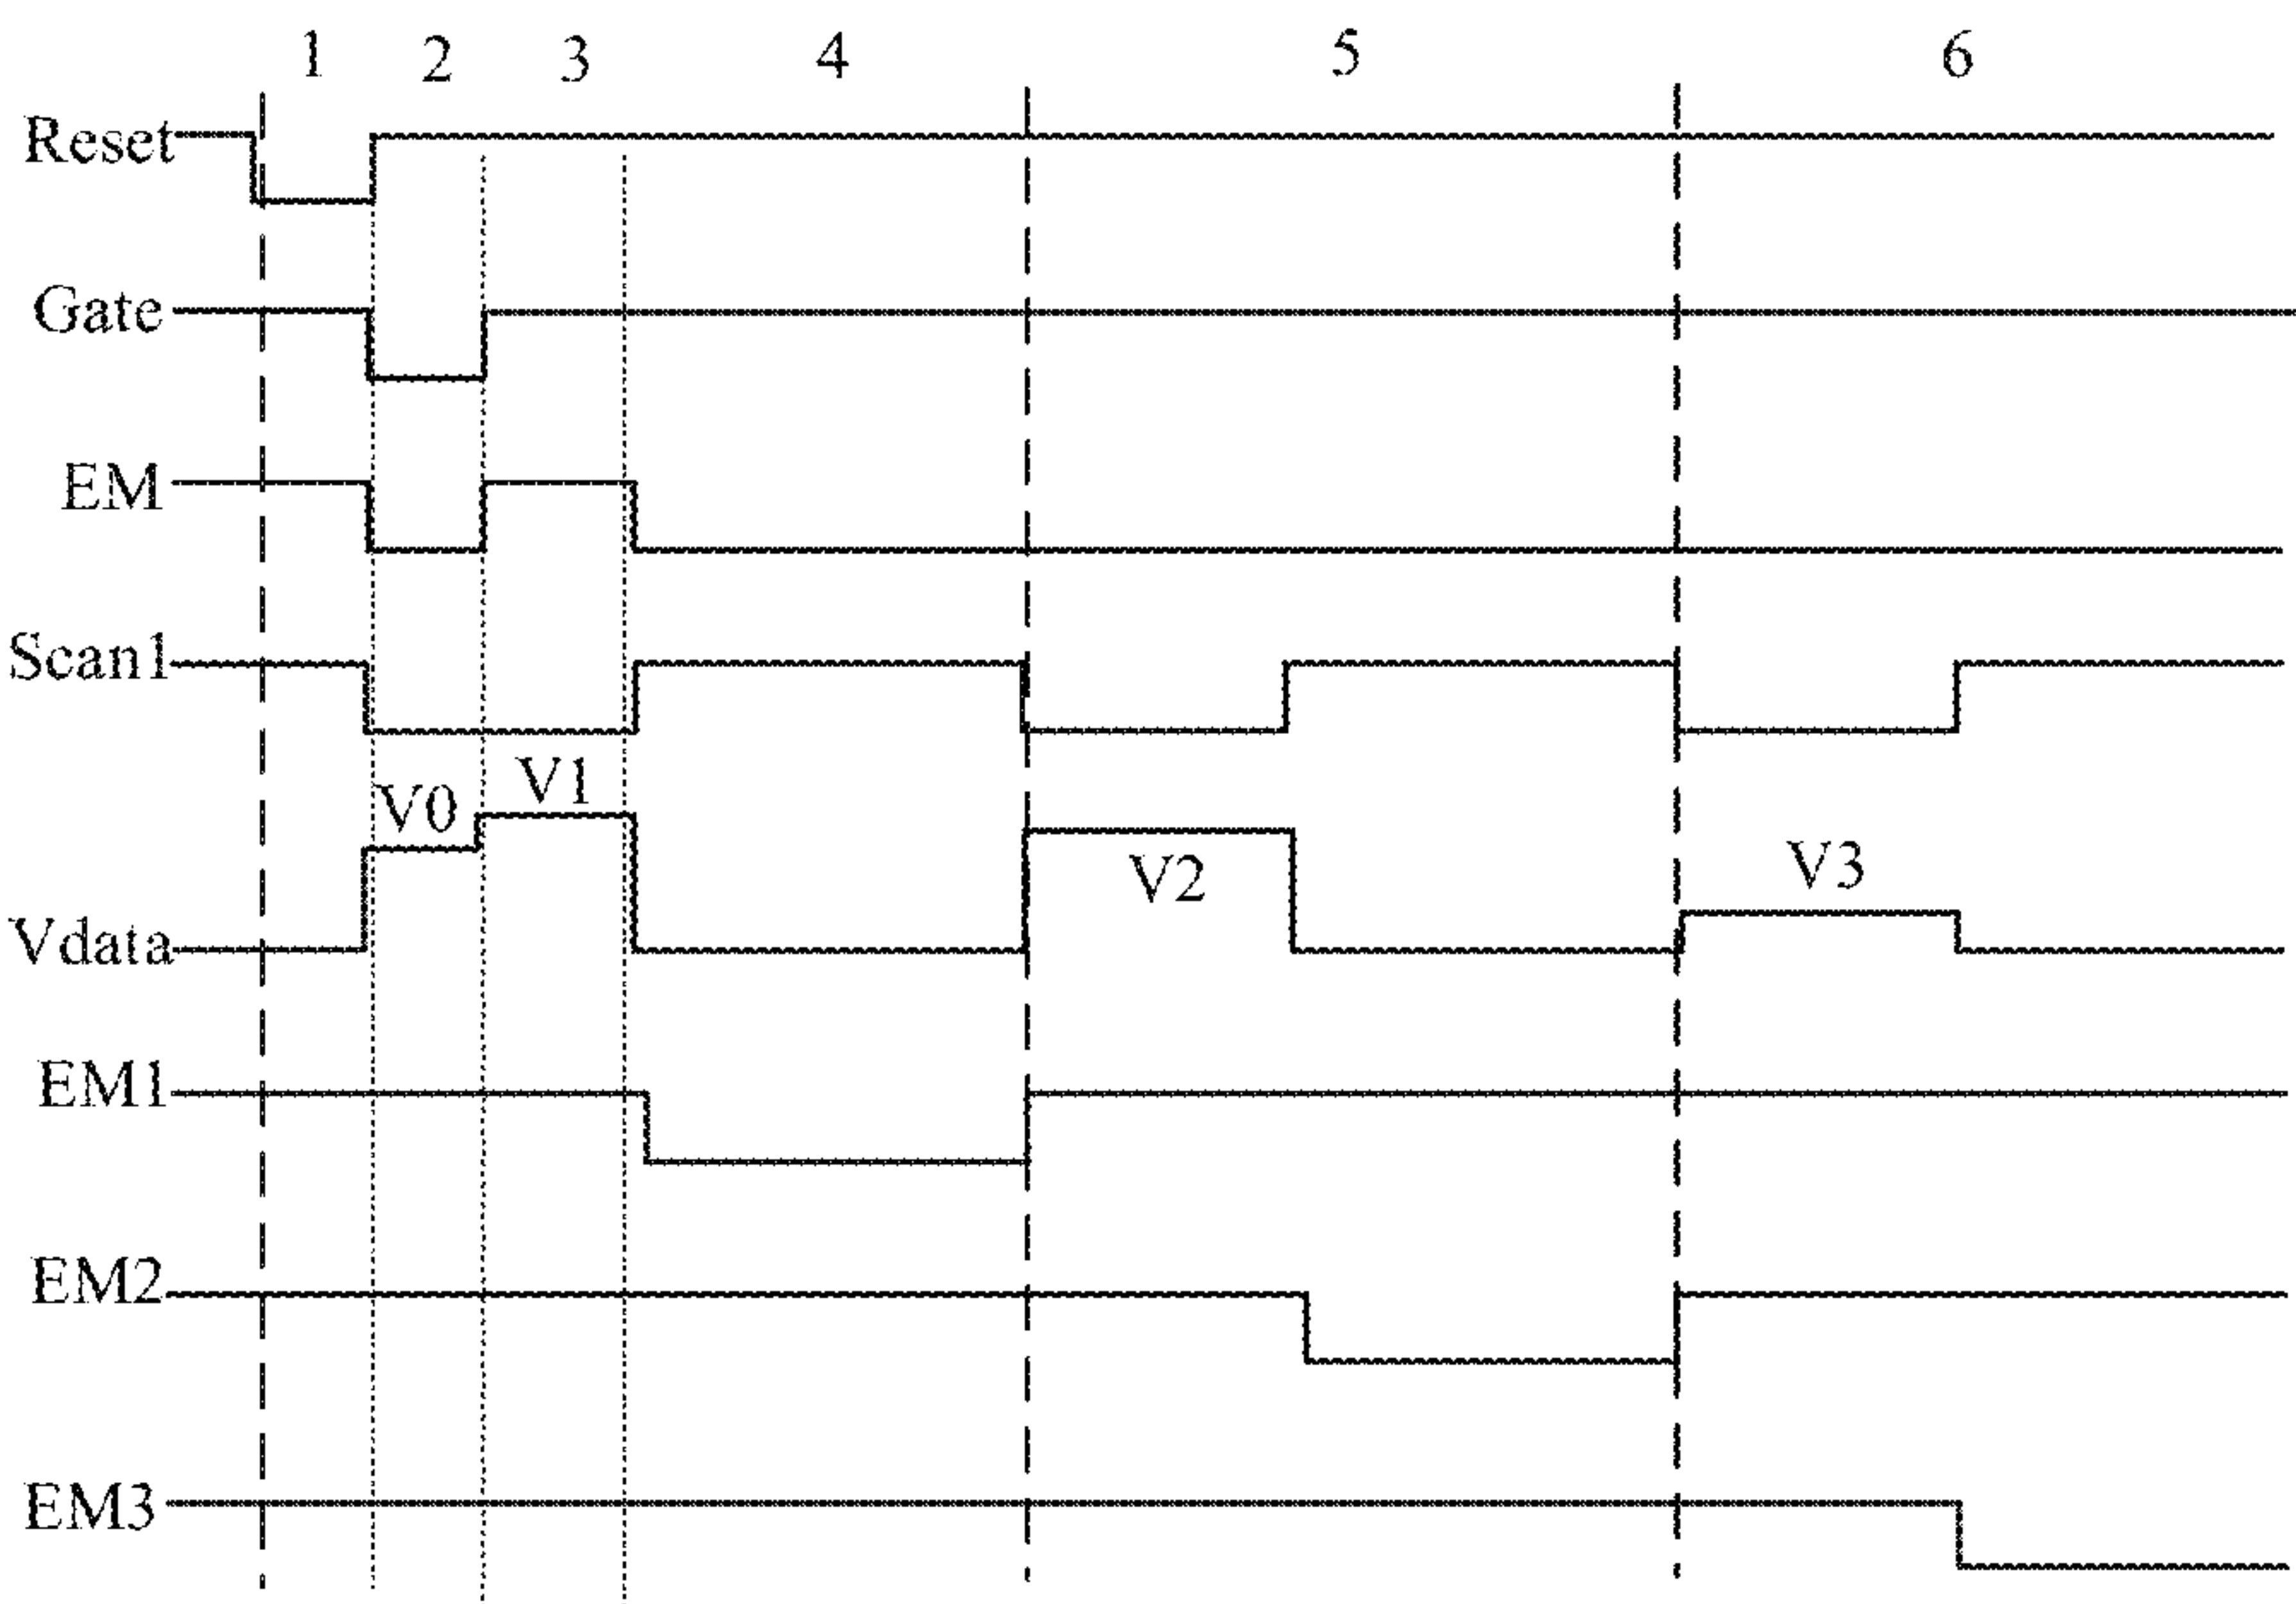 1 2 3 4 5 6
Reset
Gate
EM
Scan1
V0 V1
V2 V3
Vdata
EM1
EM2
EM3